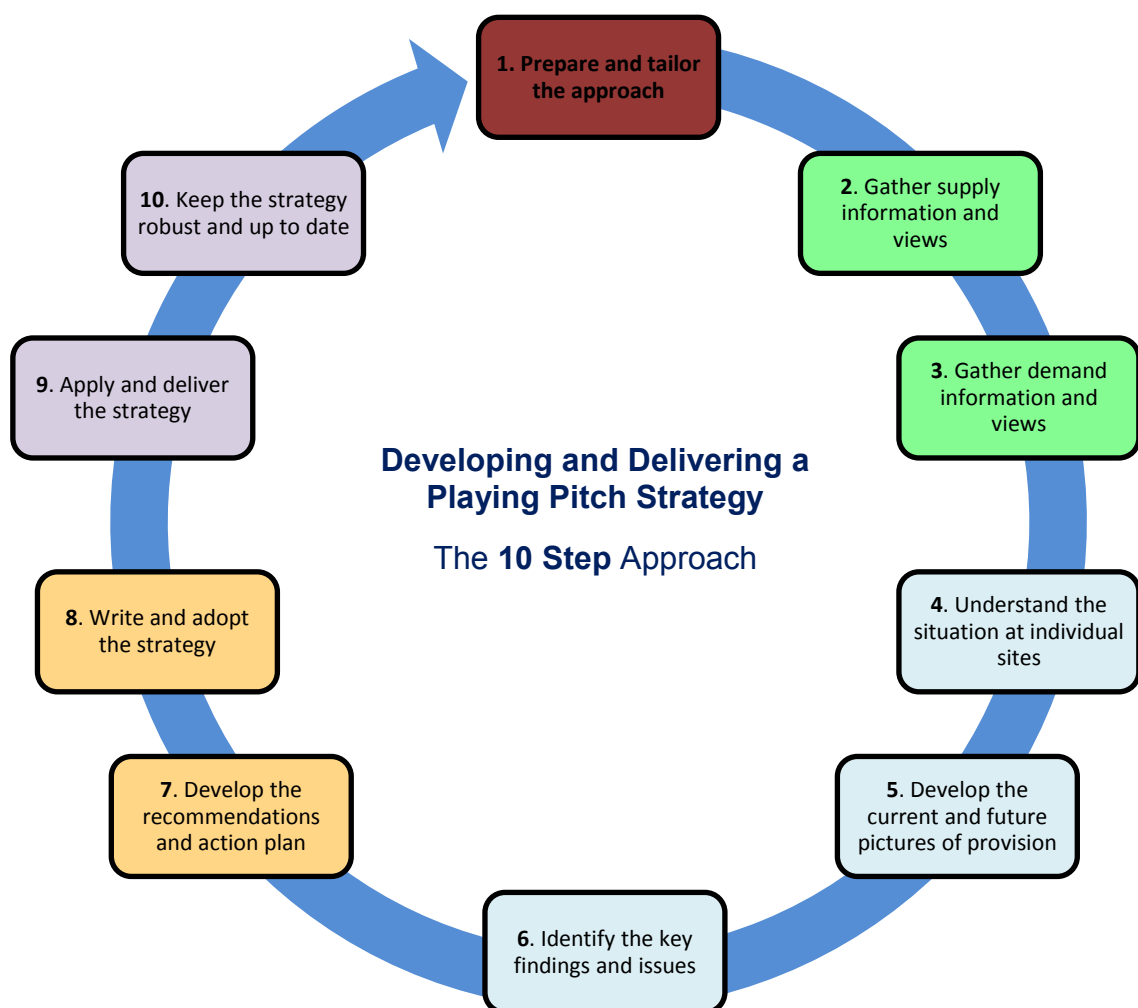 1. Prepare and tailor
the approach
2. Gather supply
information and
views
3. Gather demand
information and
views
4. Understand the
situation at individual
sites
5. Develop the
current and future
pictures of provision
6. Identify the key
findings and issues
7. Develop the
recommendations
and action plan
8. Write and adopt
the strategy
9. Apply and deliver
the strategy
10. Keep the strategy
robust and up to date
Developing and Delivering a
Playing Pitch Strategy
The 10 Step Approach